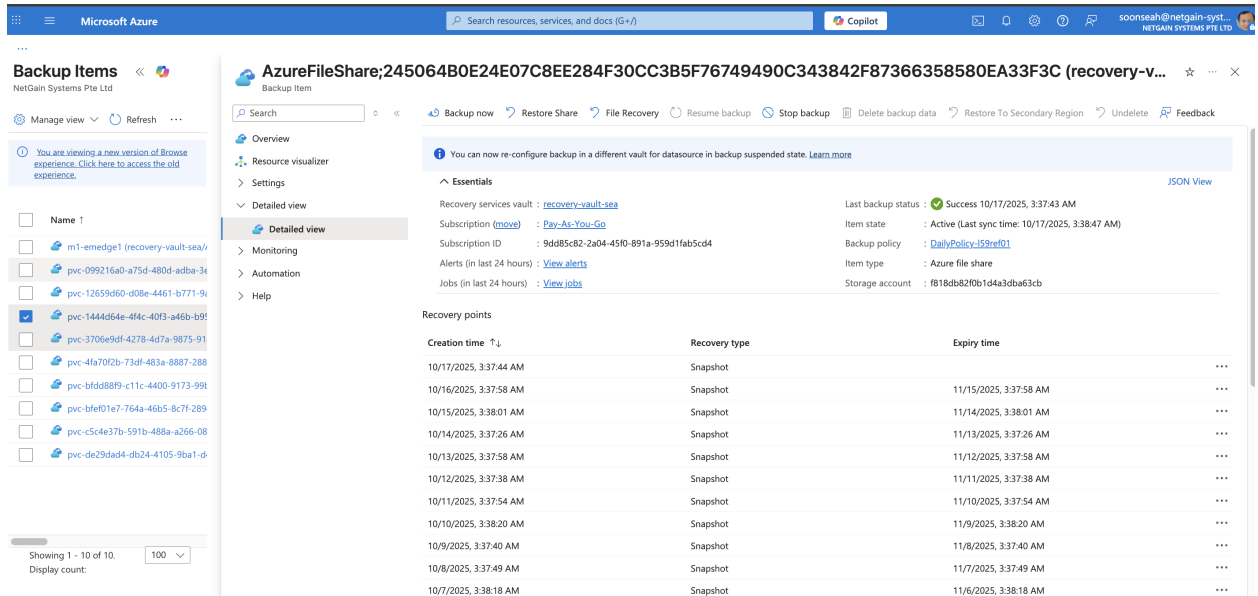 Microsoft Azure
Search resources, services, and docs (G+/)
Copilot
soonseah@netgain-syst...
NETGAIN SYSTEMS PTE LTD
...
Backup Items
NetGain Systems Pte Ltd
Manage view
Refresh
...
You are viewing a new version of Browse
experience. Click here to access the old
experience.
Name ↑
m1-emedge1 (recovery-vault-sea/
pvc-099216a0-a75d-480d-adba-3e
pvc-12659d60-d08e-4461-b771-9a
pvc-1444d64e-4f4c-40f3-a46b-b95
pvc-3706e9df-4278-4d7a-9875-91
pvc-4fa70f2b-73df-483a-8887-288
pvc-bfdd88f9-c11c-4400-9173-99b
pvc-bfef01e7-764a-46b5-8c7f-289
pvc-c5c4e37b-591b-488a-a266-08
pvc-de29dad4-db24-4105-9ba1-d
Showing 1 - 10 of 10.
Display count:
100
AzureFileShare;245064B0E24E07C8EE284F30CC3B5F76749490C343842F87366358580EA33F3C (recovery-v...
Backup Item
Search
Overview
Resource visualizer
Settings
Detailed view
Detailed view
Monitoring
Automation
Help
Backup now
Restore Share
File Recovery
Resume backup
Stop backup
Delete backup data
Restore To Secondary Region
Undelete
Feedback
You can now re-configure backup in a different vault for datasource in backup suspended state. Learn more
Essentials
JSON View
Recovery services vault : recovery-vault-sea
Subscription (move) : Pay-As-You-Go
Subscription ID : 9dd85c82-2a04-45f0-891a-959d1fab5cd4
Alerts (in last 24 hours) : View alerts
Jobs (in last 24 hours) : View jobs
Last backup status : Success 10/17/2025, 3:37:43 AM
Item state : Active (Last sync time: 10/17/2025, 3:38:47 AM)
Backup policy : DailyPolicy-l59ref01
Item type : Azure file share
Storage account : f818db82f0b1d4a3dba63cb
Recovery points
Creation time ↑↓ Recovery type Expiry time
10/17/2025, 3:37:44 AM Snapshot ...
10/16/2025, 3:37:58 AM Snapshot 11/15/2025, 3:37:58 AM ...
10/15/2025, 3:38:01 AM Snapshot 11/14/2025, 3:38:01 AM ...
10/14/2025, 3:37:26 AM Snapshot 11/13/2025, 3:37:26 AM ...
10/13/2025, 3:37:58 AM Snapshot 11/12/2025, 3:37:58 AM ...
10/12/2025, 3:37:38 AM Snapshot 11/11/2025, 3:37:38 AM ...
10/11/2025, 3:37:54 AM Snapshot 11/10/2025, 3:37:54 AM ...
10/10/2025, 3:38:20 AM Snapshot 11/9/2025, 3:38:20 AM ...
10/9/2025, 3:37:40 AM Snapshot 11/8/2025, 3:37:40 AM ...
10/8/2025, 3:37:49 AM Snapshot 11/7/2025, 3:37:49 AM ...
10/7/2025, 3:38:18 AM Snapshot 11/6/2025, 3:38:18 AM ...